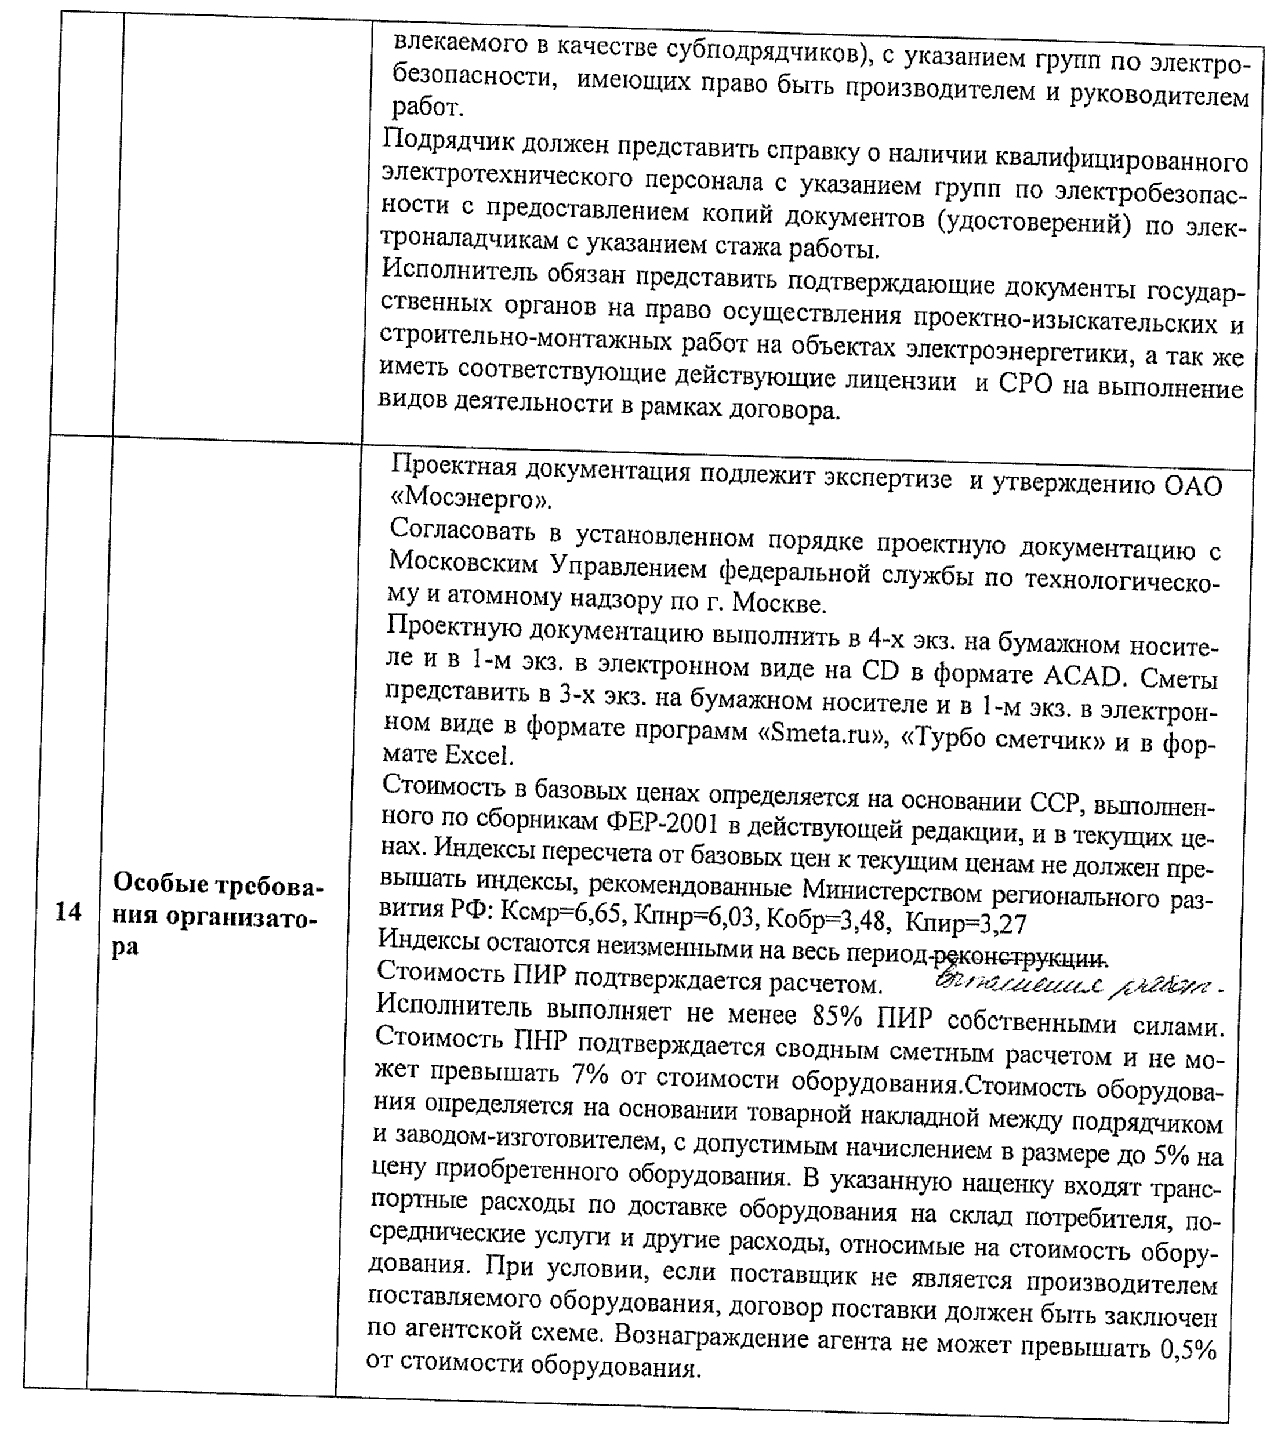 влекаемого в качестве субподрядчиков), с указанием групп по электро-
безопасности, имеющих право быть производителем и руководителем
работ.
Подрядчик должен представить справку о наличии квалифицированного
электротехнического персонала с указанием групп по электробезопас-
ности с предоставлением копий документов (удостоверений) по элек-
троналадчикам с указанием стажа работы.
Исполнитель обязан представить подтверждающие документы государ-
ственных органов на право осуществления проектно-изыскательских и
строительно-монтажных работ на объектах электроэнергетики, а так же
иметь соответствующие действующие лицензии и СРО на выполнение
видов деятельности в рамках договора.
14
Особые требова-
ния организато-
ра
Проектная документация подлежит экспертизе и утверждению ОАО
«Мосэнерго».
Согласовать в установленном порядке проектную документацию с
Московским Управлением федеральной службы по технологическо-
му и атомному надзору по г. Москве.
Проектную документацию выполнить в 4-х экз. на бумажном носите-
ле и в 1-м экз. в электронном виде на CD в формате ACAD. Сметы
представить в 3-х экз. на бумажном носителе и в 1-м экз. в электрон-
ном виде в формате программ «Smeta.ru», «Турбо сметчик» и в фор-
мате Excel.
Стоимость в базовых ценах определяется на основании ССР, выполнен-
ного по сборникам ФЕР-2001 в действующей редакции, и в текущих це-
нах. Индексы пересчета от базовых цен к текущим ценам не должен пре-
вышать индексы, рекомендованные Министерством регионального раз-
вития РФ: Ксмр=6,65, Кпнр=6,03, Кобр=3,48, Кпир=3,27
Индексы остаются неизменными на весь период реконструкции.
выполнения работ.
Стоимость ПИР подтверждается расчетом.
Исполнитель выполняет не менее 85% ПИР собственными силами.
Стоимость ПНР подтверждается сводным сметным расчетом и не мо-
жет превышать 7% от стоимости оборудования.Стоимость оборудова-
ния определяется на основании товарной накладной между подрядчиком
и заводом-изготовителем, с допустимым начислением в размере до 5% на
цену приобретенного оборудования. В указанную наценку входят транс-
портные расходы по доставке оборудования на склад потребителя, по-
среднические услуги и другие расходы, относимые на стоимость обору-
дования. При условии, если поставщик не является производителем
поставляемого оборудования, договор поставки должен быть заключен
по агентской схеме. Вознаграждение агента не может превышать 0,5%
от стоимости оборудования.